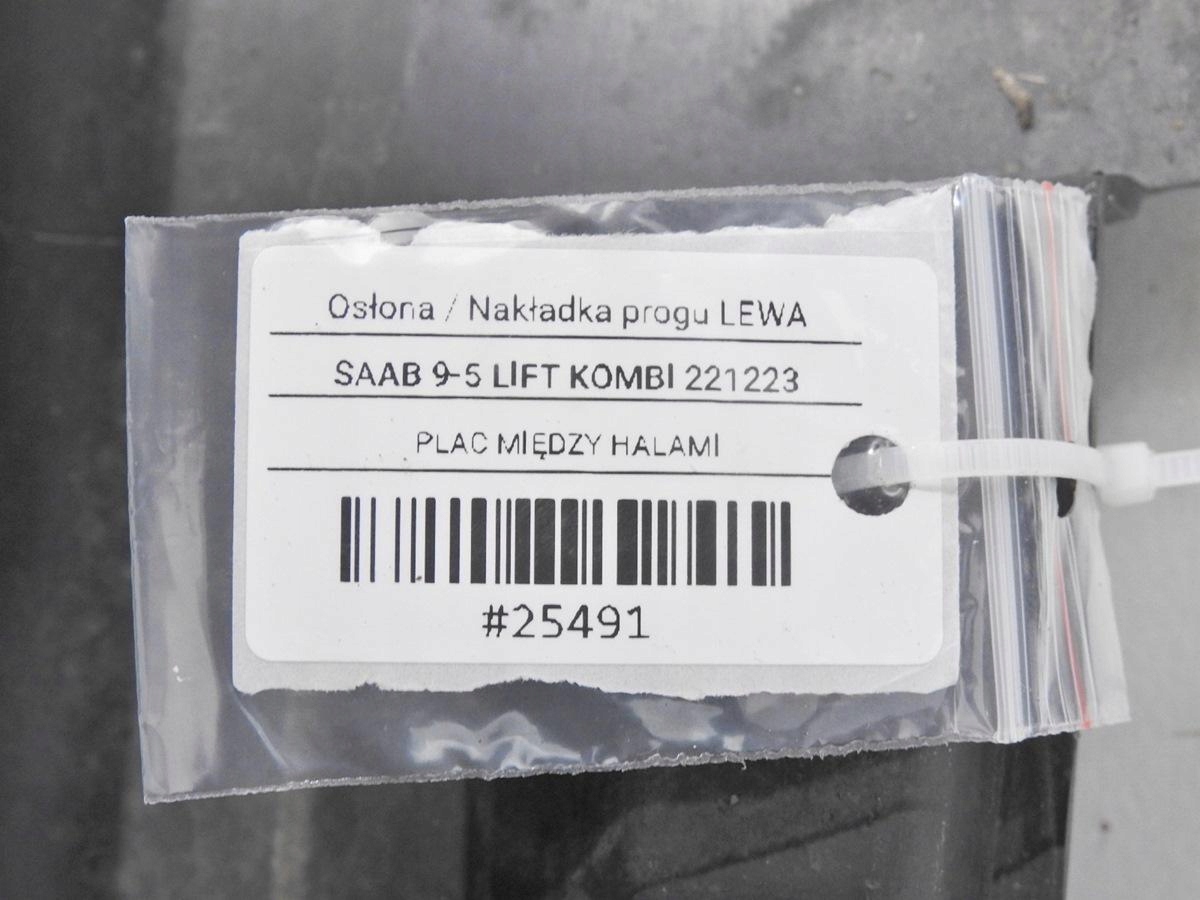 Osłona / Nakładka progu LEWA
SAAB 9-5 LIFT KOMBI 221223
PLAC MIĘDZY HALAMI
#25491